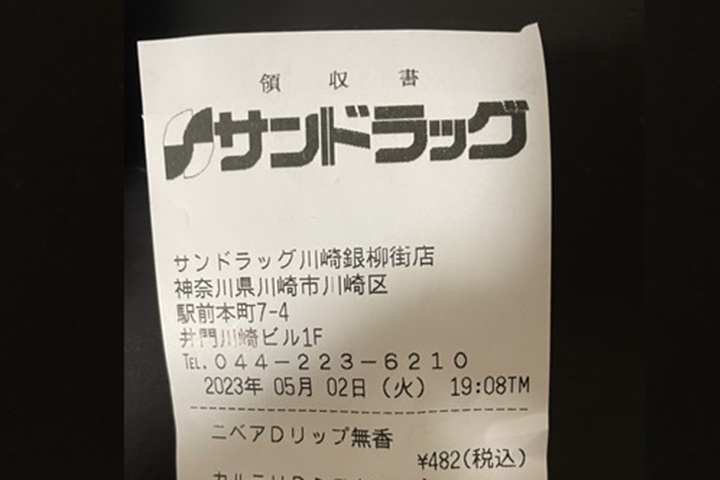 領 収 書
サンドラッグ
サンドラッグ川崎銀柳街店
神奈川県川崎市川崎区
駅前本町7-4
井門川崎ビル1F
TEL.044-223-6210
2023年 05月 02日（火） 19:08TM
ニベアDリップ無香
¥482(税込)